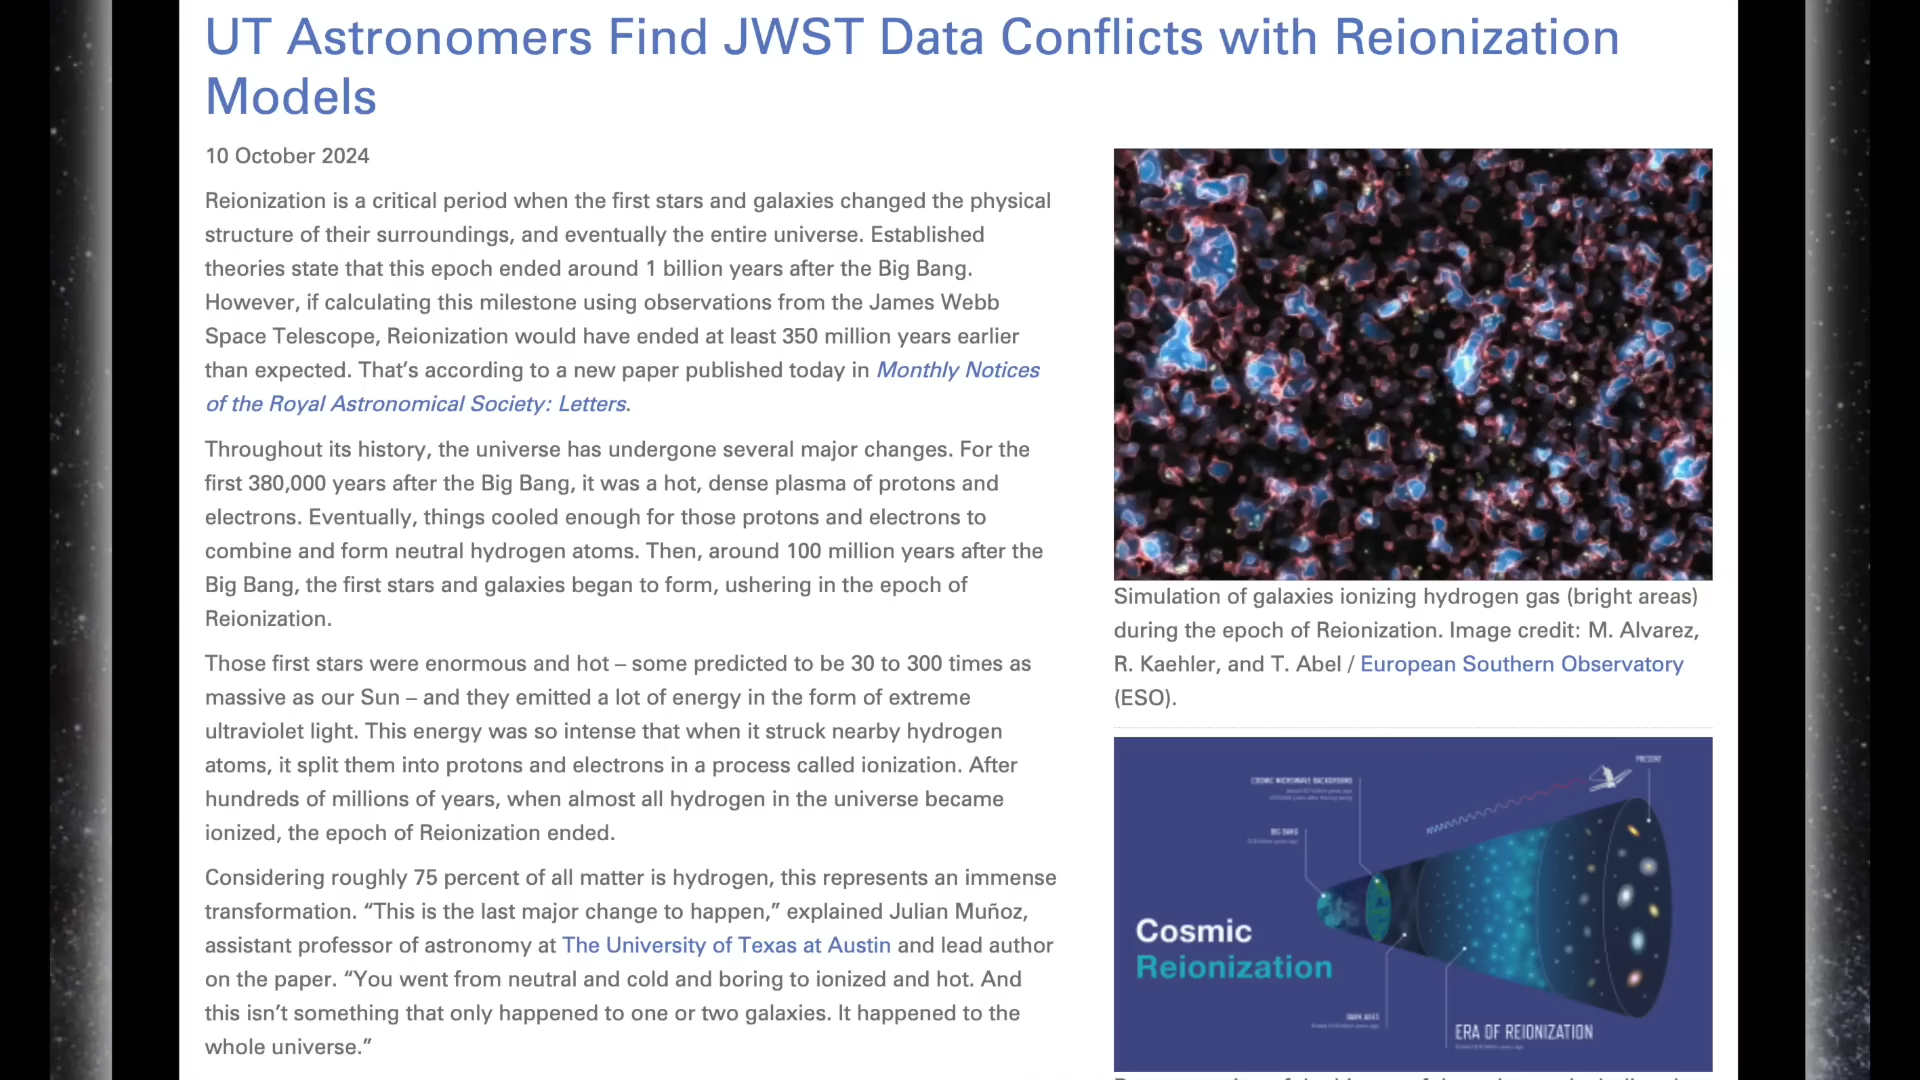 UT Astronomers Find JWST Data Conflicts with Reionization
Models
10 October 2024
Reionization is a critical period when the first stars and galaxies changed the physical
structure of their surroundings, and eventually the entire universe. Established
theories state that this epoch ended around 1 billion years after the Big Bang.
However, if calculating this milestone using observations from the James Webb
Space Telescope, Reionization would have ended at least 350 million years earlier
than expected. That’s according to a new paper published today in Monthly Notices
of the Royal Astronomical Society: Letters.
Throughout its history, the universe has undergone several major changes. For the
first 380,000 years after the Big Bang, it was a hot, dense plasma of protons and
electrons. Eventually, things cooled enough for those protons and electrons to
combine and form neutral hydrogen atoms. Then, around 100 million years after the
Big Bang, the first stars and galaxies began to form, ushering in the epoch of
Reionization.
Those first stars were enormous and hot – some predicted to be 30 to 300 times as
massive as our Sun – and they emitted a lot of energy in the form of extreme
ultraviolet light. This energy was so intense that when it struck nearby hydrogen
atoms, it split them into protons and electrons in a process called ionization. After
hundreds of millions of years, when almost all hydrogen in the universe became
ionized, the epoch of Reionization ended.
Considering roughly 75 percent of all matter is hydrogen, this represents an immense
transformation. “This is the last major change to happen,” explained Julian Muñoz,
assistant professor of astronomy at The University of Texas at Austin and lead author
on the paper. “You went from neutral and cold and boring to ionized and hot. And
this isn’t something that only happened to one or two galaxies. It happened to the
whole universe.”
Simulation of galaxies ionizing hydrogen gas (bright areas)
during the epoch of Reionization. Image credit: M. Alvarez,
R. Kaehler, and T. Abel / European Southern Observatory
(ESO).
PRESENT
COSMIC MICROWAVE BACKGROUND
BIG BANG
Cosmic
Reionization
DARK AGES
ERA OF REIONIZATION